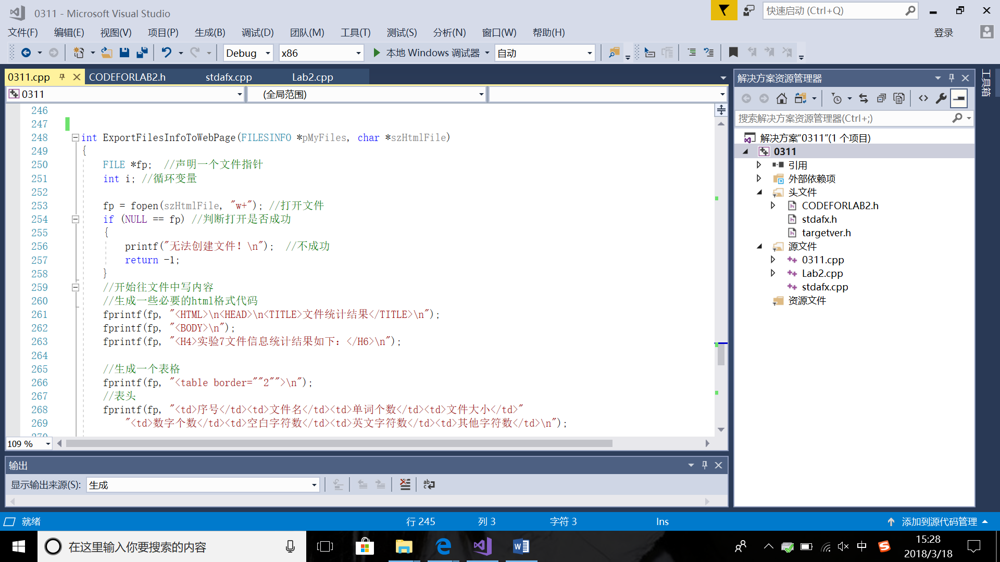 0311 - Microsoft Visual Studio
快速启动 (Ctrl+Q)
文件(F) 编辑(E) 视图(V) 项目(P) 生成(B) 调试(D) 团队(M) 工具(T) 测试(S) 分析(N) 窗口(W) 帮助(H) 登录
Debug x86 本地 Windows 调试器 自动
0311.cpp CODEFORLAB2.h stdafx.cpp Lab2.cpp
0311 (全局范围)
246
247
248 int ExportFilesInfoToWebPage(FILESINFO *pMyFiles, char *szHtmlFile)
249 {
250 FILE *fp; //声明一个文件指针
251 int i; //循环变量
252
253 fp = fopen(szHtmlFile, "w+"); //打开文件
254 if (NULL == fp) //判断打开是否成功
255 {
256 printf("无法创建文件！\n"); //不成功
257 return -1;
258 }
259 //开始往文件中写内容
260 //生成一些必要的html格式代码
261 fprintf(fp, "<HTML>\n<HEAD>\n<TITLE>文件统计结果</TITLE>\n");
262 fprintf(fp, "<BODY>\n");
263 fprintf(fp, "<H4>实验7文件信息统计结果如下：</H6>\n");
264
265 //生成一个表格
266 fprintf(fp, "<table border=""2"">\n");
267 //表头
268 fprintf(fp, "<td>序号</td><td>文件名</td><td>单词个数</td><td>文件大小</td>"
269 "<td>数字个数</td><td>空白字符数</td><td>英文字符数</td><td>其他字符数</td>\n");
270
109 %
输出
显示输出来源(S): 生成
解决方案资源管理器
搜索解决方案资源管理器(Ctrl+;)
解决方案"0311"(1 个项目)
0311
引用
外部依赖项
头文件
CODEFORLAB2.h
stdafx.h
targetver.h
源文件
0311.cpp
Lab2.cpp
stdafx.cpp
资源文件
工具箱
就绪 行 245 列 3 字符 3 Ins 添加到源代码管理
在这里输入你要搜索的内容
中
15:28
2018/3/18